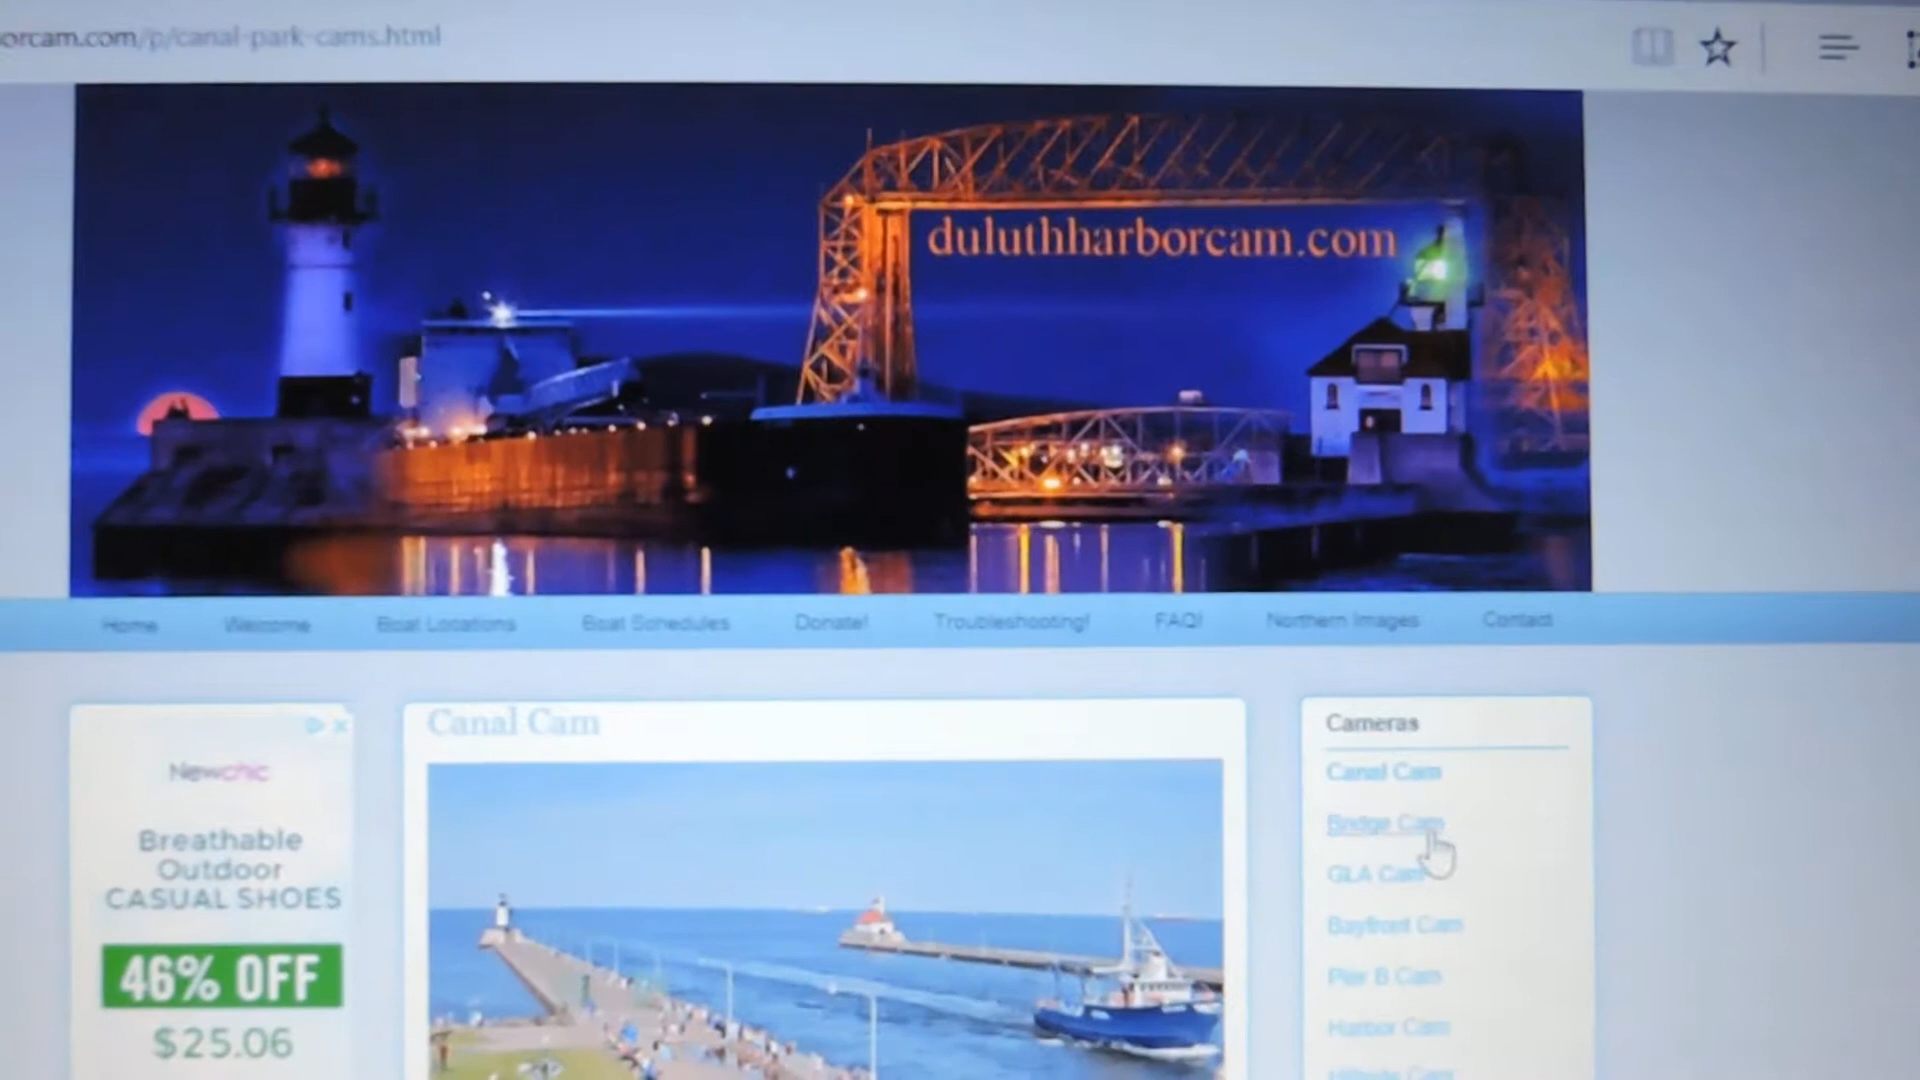 orcam.com/p/canal-park-cams.html
duluthharborcam.com
Home Welcome Boat Locations Boat Schedules Donate! Troubleshooting! FAQ! Northern Images Contact
Newchic
Breathable
Outdoor
CASUAL SHOES
46% OFF
$25.06
Canal Cam
Cameras
Canal Cam
Bridge Cam
GLA Cam
Bayfront Cam
Pier B Cam
Harbor Cam